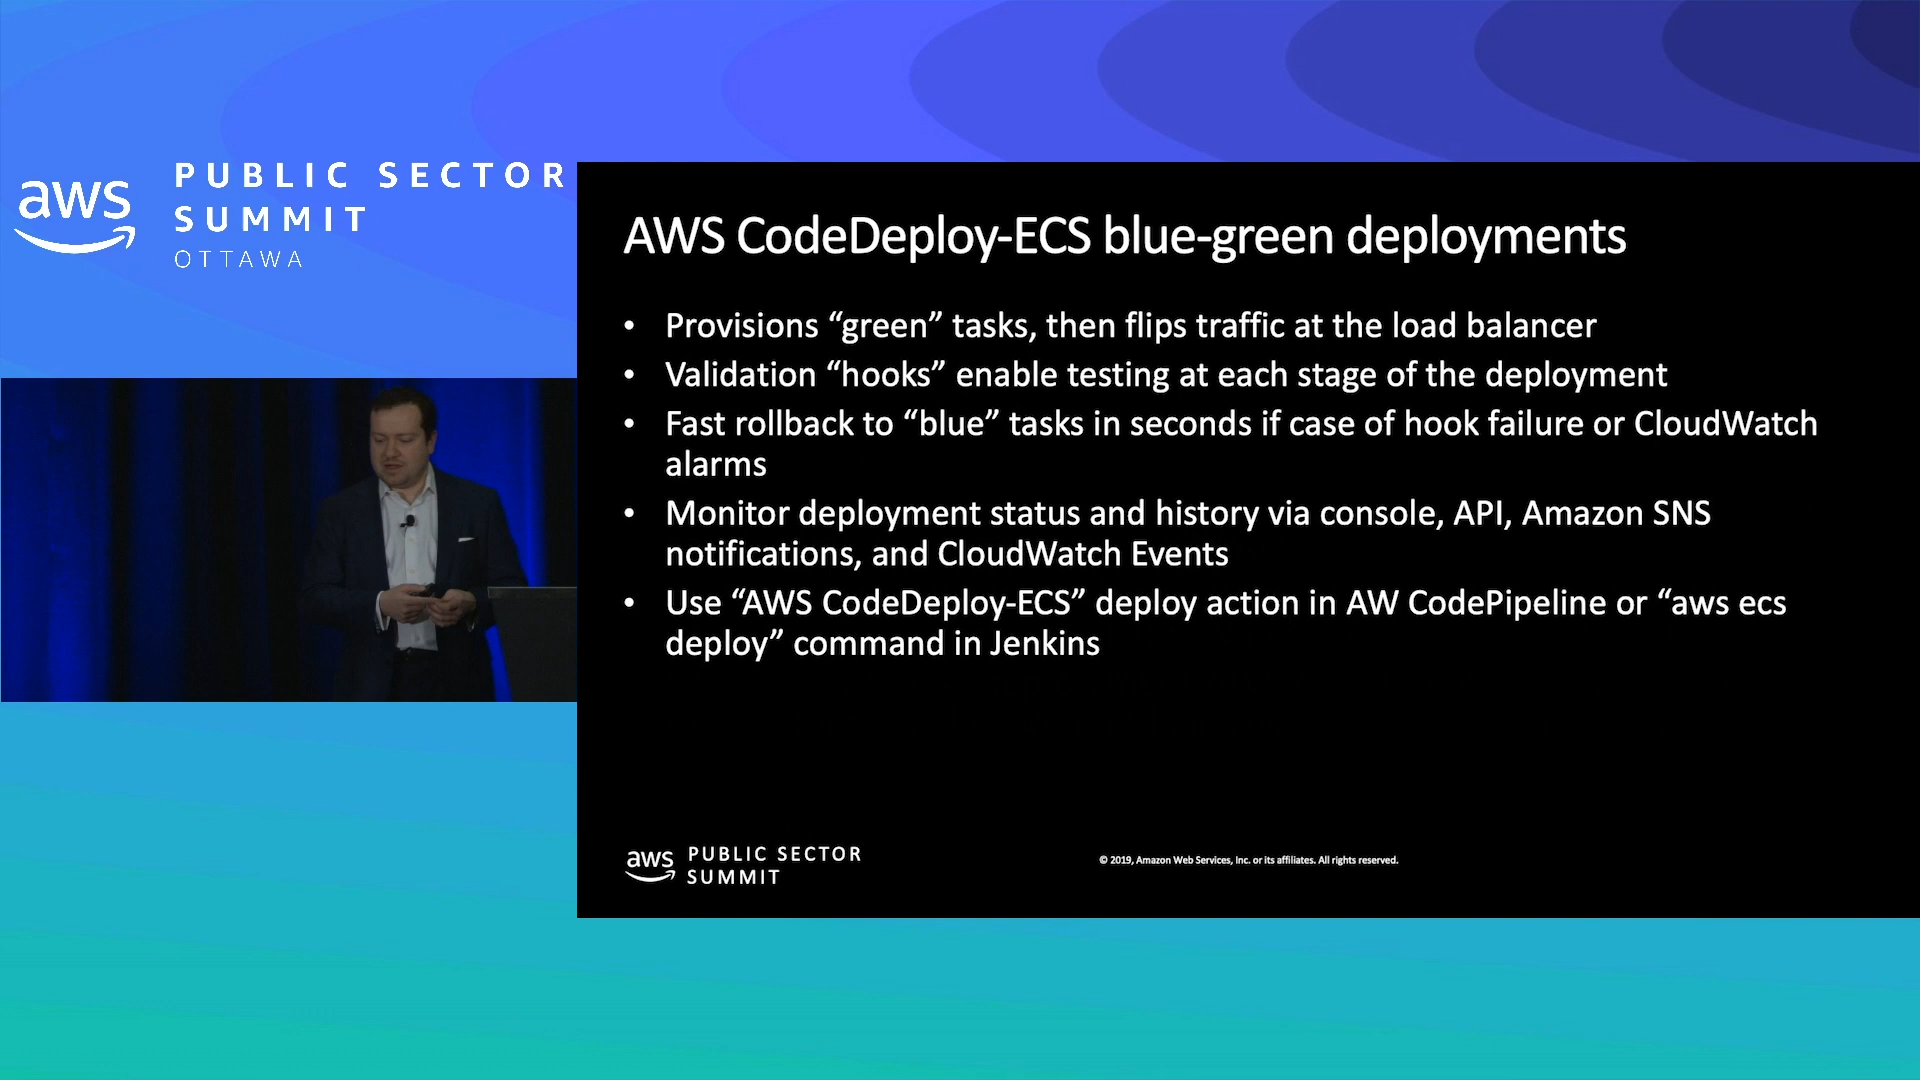 aws
PUBLIC SECTOR
SUMMIT
OTTAWA
AWS CodeDeploy-ECS blue-green deployments
• Provisions “green” tasks, then flips traffic at the load balancer
• Validation “hooks” enable testing at each stage of the deployment
• Fast rollback to “blue” tasks in seconds if case of hook failure or CloudWatch
alarms
• Monitor deployment status and history via console, API, Amazon SNS
notifications, and CloudWatch Events
• Use “AWS CodeDeploy-ECS” deploy action in AW CodePipeline or “aws ecs
deploy” command in Jenkins
aws
PUBLIC SECTOR
SUMMIT
© 2019, Amazon Web Services, Inc. or its affiliates. All rights reserved.